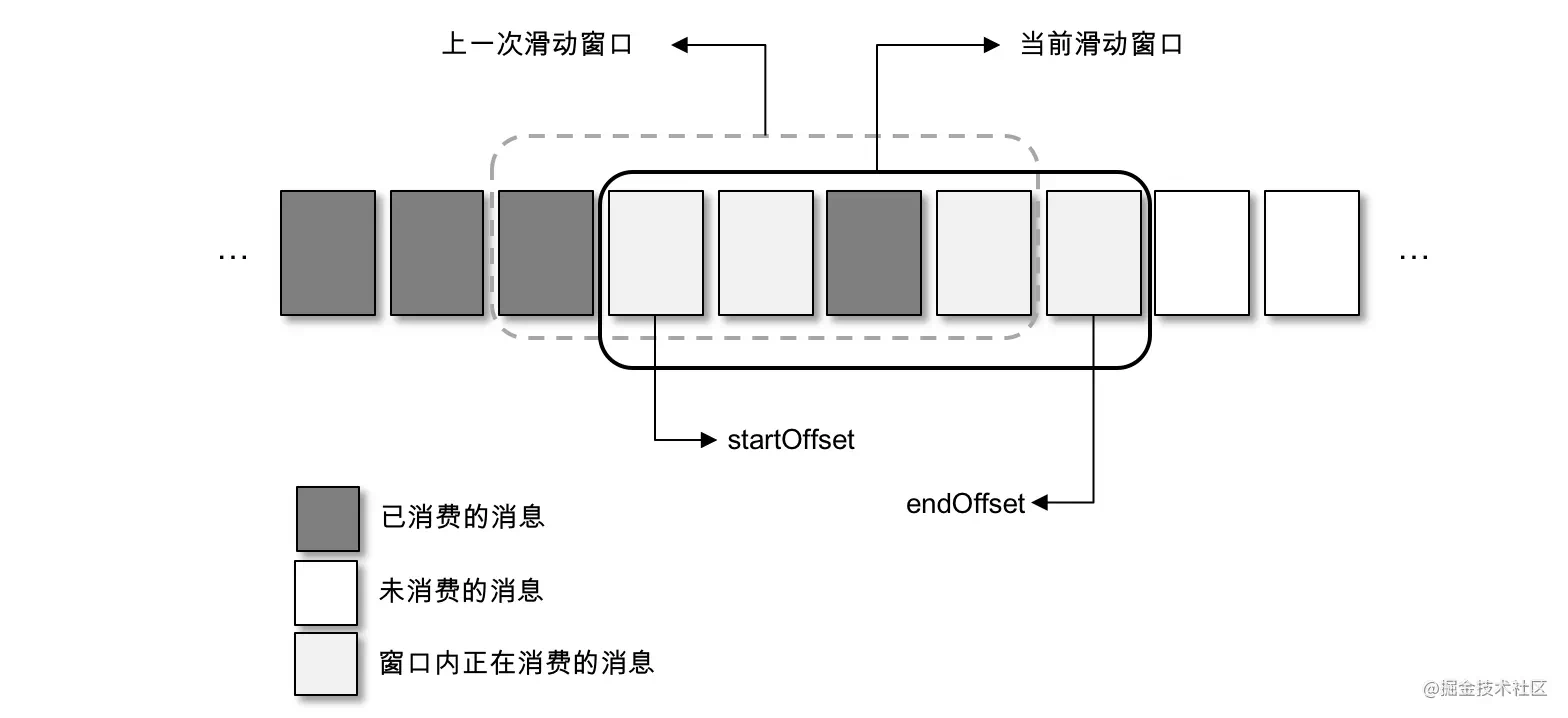 上一次滑动窗口
当前滑动窗口
...
...
startOffset
endOffset
已消费的消息
未消费的消息
窗口内正在消费的消息
@掘金技术社区